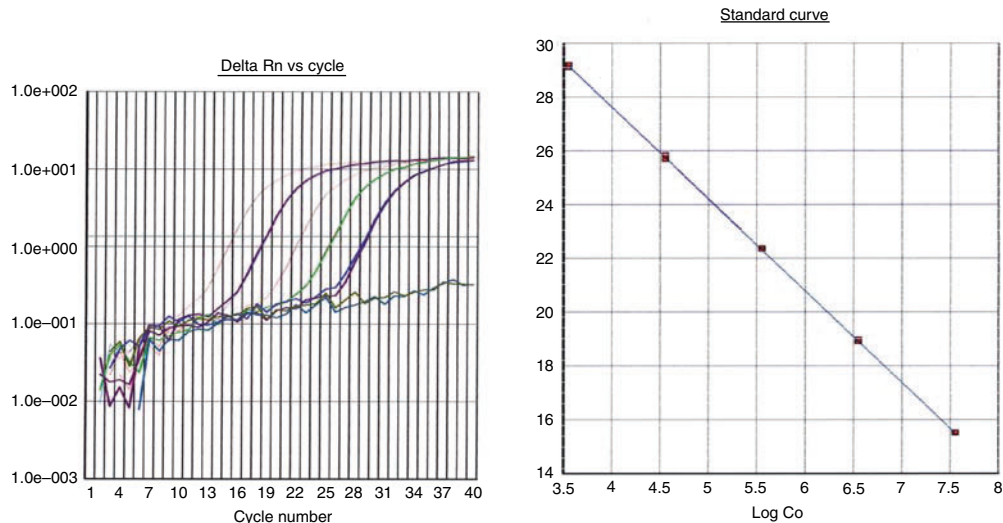 Delta Rn vs cycle
1.0e+002
1.0e+001
1.0e+000
1.0e—001
1.0e—002
1.0e—003
1 4 7 10 13 16 19 22 25 28 31 34 37 40
Cycle number
Standard curve
30
28
26
24
22
20
18
16
14
3.5 4 4.5 5 5.5 6 6.5 7 7.5 8
Log Co